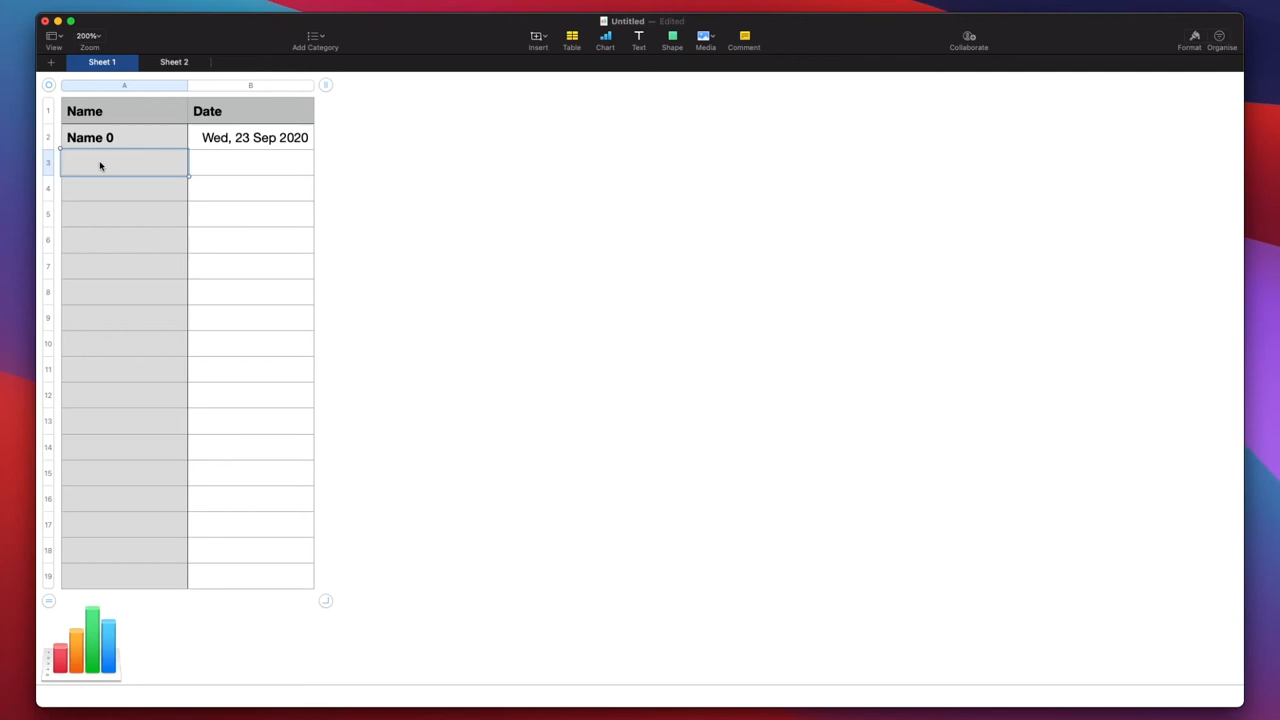 Untitled — Edited
200%
View
Zoom
Add Category
Insert
Table
Chart
Text
Shape
Media
Comment
Collaborate
Format
Organise
+ Sheet 1 Sheet 2
A B
1 Name Date
2 Name 0 Wed, 23 Sep 2020
3
4
5
6
7
8
9
10
11
12
13
14
15
16
17
18
19